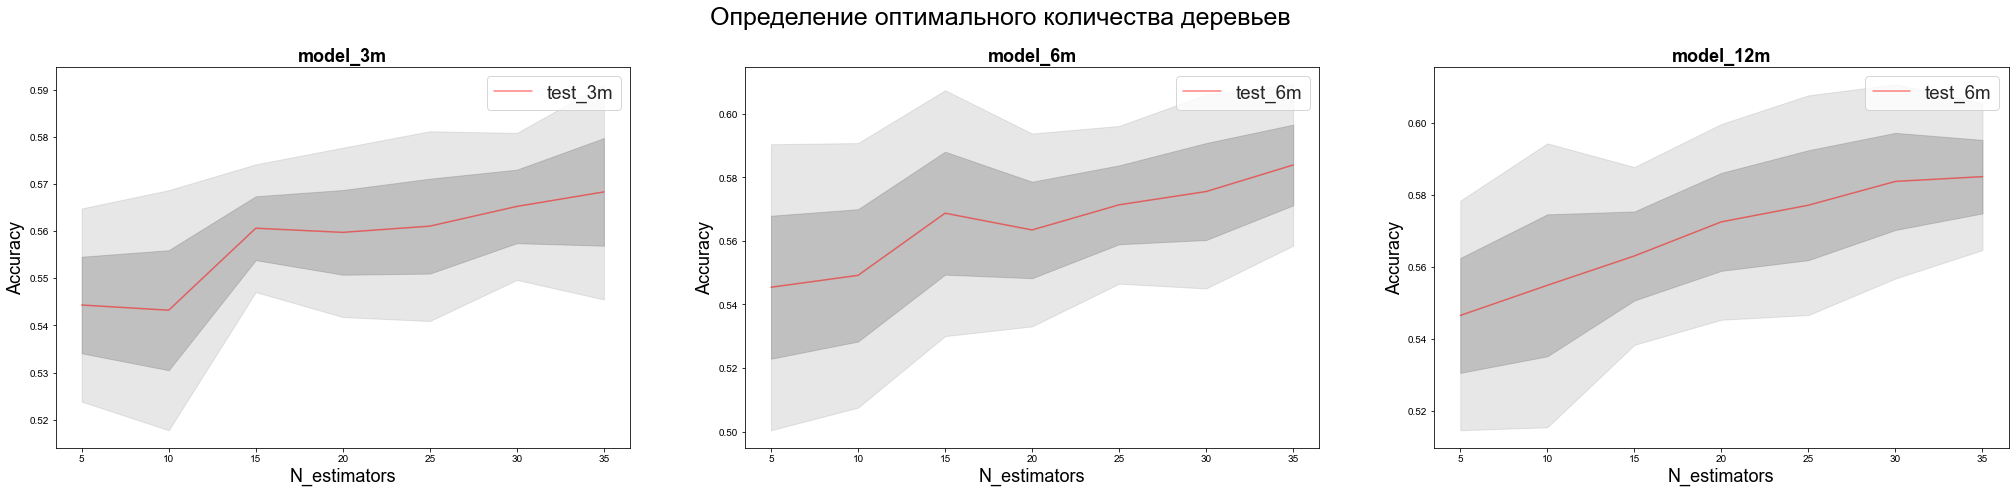 Определение оптимального количества деревьев
model_3m
test_3m
0.59
0.58
0.57
0.56
0.55
0.54
0.53
0.52
Accuracy
5 10 15 20 25 30 35
N_estimators
model_6m
test_6m
0.60
0.58
0.56
0.54
0.52
0.50
Accuracy
5 10 15 20 25 30 35
N_estimators
model_12m
test_6m
0.60
0.58
0.56
0.54
0.52
Accuracy
5 10 15 20 25 30 35
N_estimators